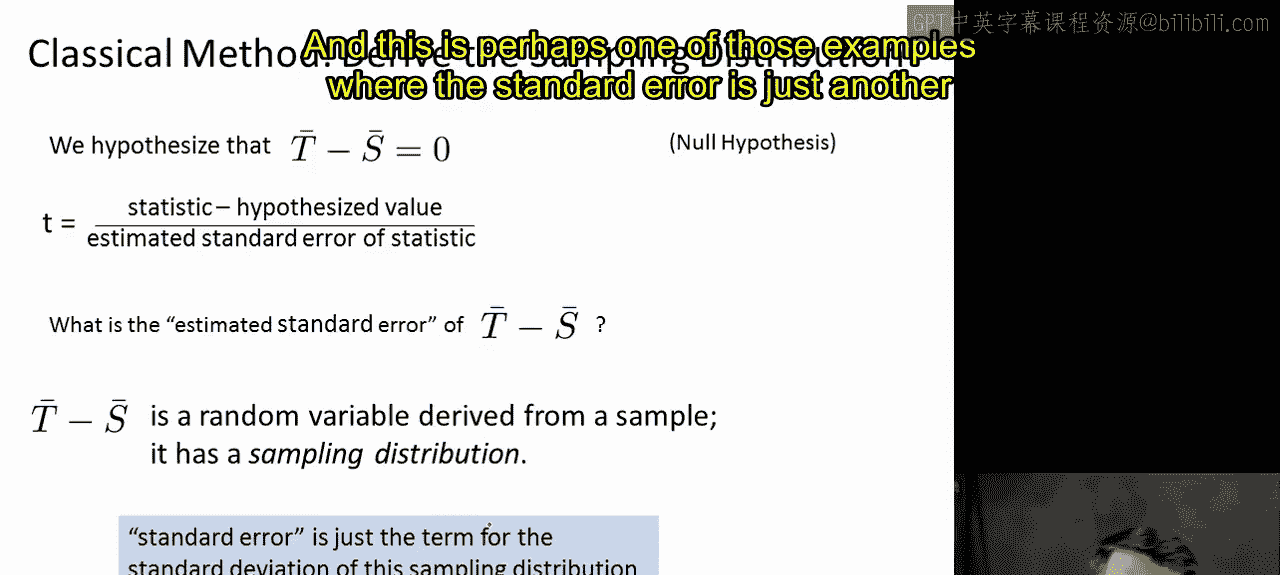 GPT中英字幕课程资源@bilibili.com
And this is perhaps one of those examples
where the standard error is just another
Classical Method: Derive the Sampling Distribution
We hypothesize that T̄ − S̄ = 0 (Null Hypothesis)
t = statistic – hypothesized value
estimated standard error of statistic
What is the “estimated standard error” of T̄ − S̄ ?
T̄ − S̄ is a random variable derived from a sample;
it has a sampling distribution.
“standard error” is just the term for the
standard deviation of this sampling distribution